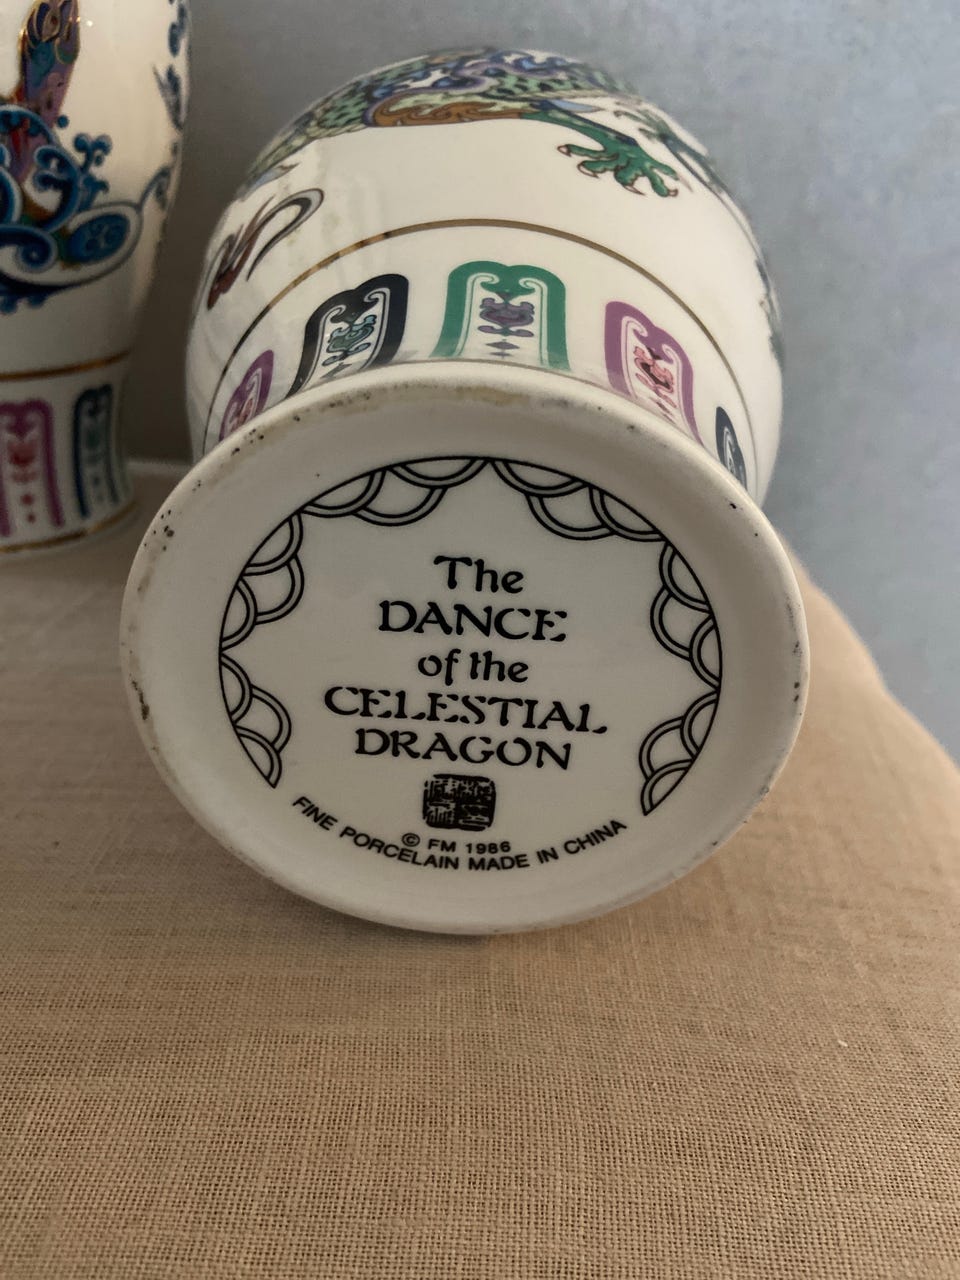 The
DANCE
of the
CELESTIAL
DRAGON
© FM 1986
FINE PORCELAIN MADE IN CHINA